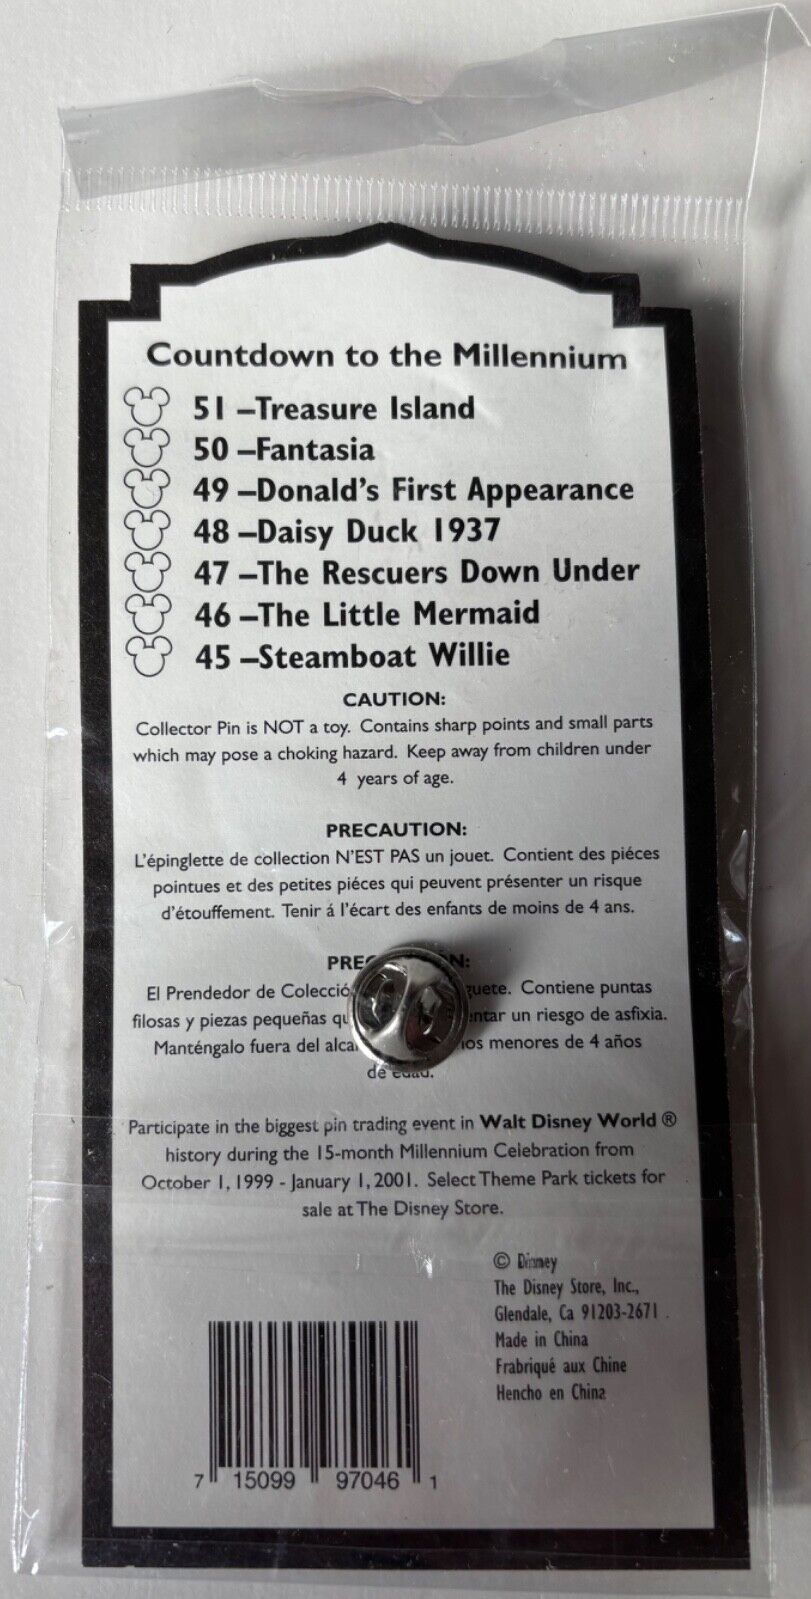 Countdown to the Millennium
51 –Treasure Island
50 –Fantasia
49 –Donald's First Appearance
48 –Daisy Duck 1937
47 –The Rescuers Down Under
46 –The Little Mermaid
45 –Steamboat Willie
CAUTION:
Collector Pin is NOT a toy. Contains sharp points and small parts
which may pose a choking hazard. Keep away from children under
4 years of age.
PRECAUTION:
L'épinglette de collection N'EST PAS un jouet. Contient des piéces
pointues et des petites piéces qui peuvent présenter un risque
d'étouffement. Tenir á l'écart des enfants de moins de 4 ans.
El Prendedor de Contiene puntas
filosas y piezas pequeñas un riesgo de asfixia.
Manténgalo fuera del menores de 4 años
de edad.
Participate in the biggest pin trading event in Walt Disney World ®
history during the 15-month Millennium Celebration from
October 1, 1999 - January 1, 2001. Select Theme Park tickets for
sale at The Disney Store.
© Disney
The Disney Store, Inc.,
Glendale, Ca 91203-2671
Made in China
Frabriqué aux Chine
Hencho en China
7 15099 97046 1